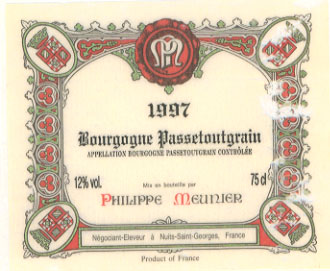 1997
Bourgogne Passetoutgrain
APPELLATION BOURGOGNE PASSETOUTGRAIN CONTRÔLÉE
12% vol.
Mis en bouteille par
75 cl
PHILIPPE MEUNIER
Négociant-Eleveur à Nuits-Saint-Georges, France
Product of France